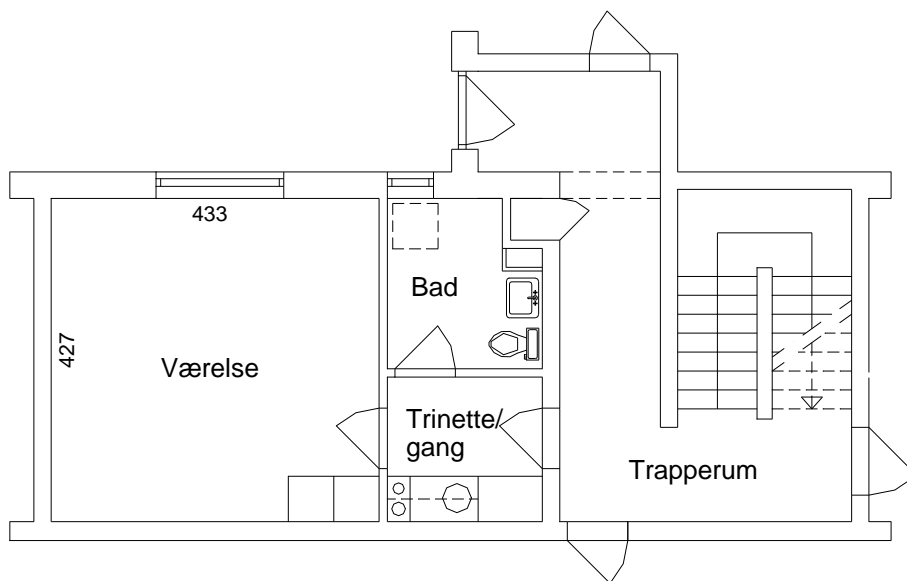 433
427
Værelse
Bad
Trinette/
gang
Trapperum